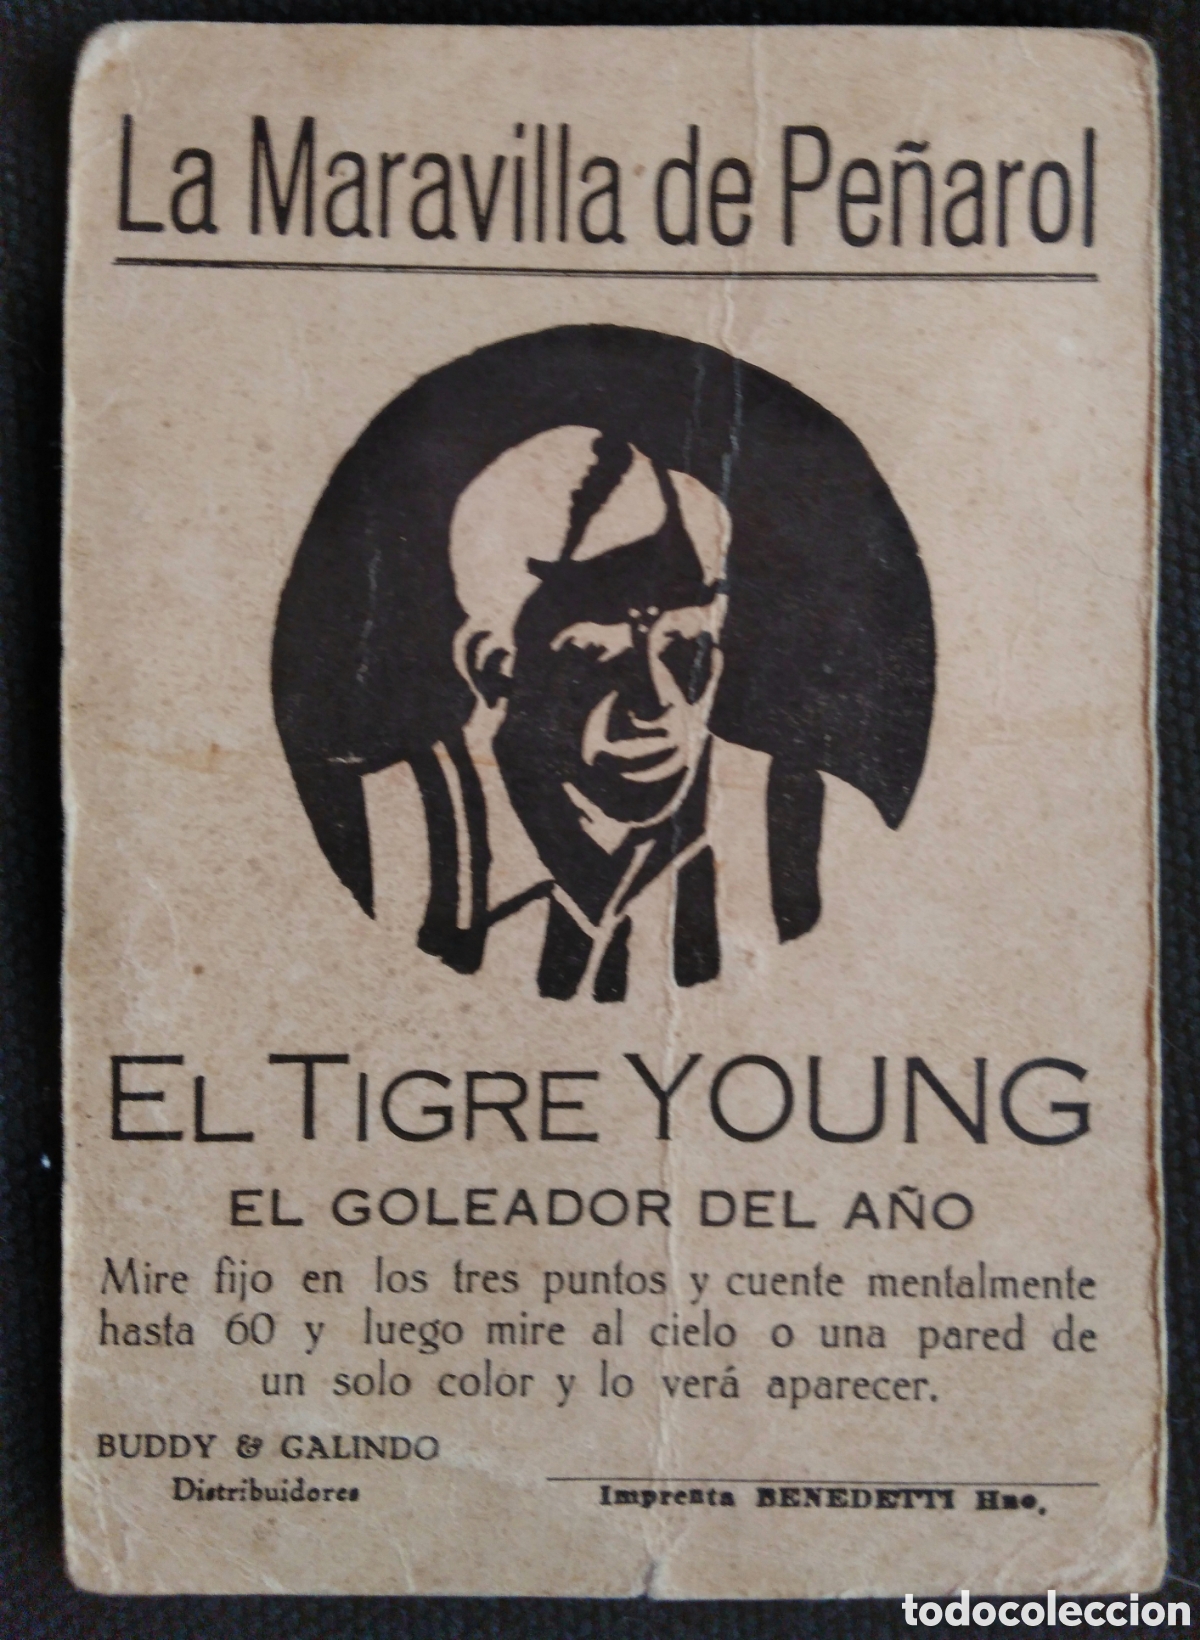 La Maravilla de Peñarol
EL TIGRE YOUNG
EL GOLEADOR DEL AÑO
Mire fijo en los tres puntos y cuente mentalmente
hasta 60 y luego mire al cielo o una pared de
un solo color y lo verá aparecer.
BUDDY & GALINDO
Distribuidores
Imprenta BENEDETTI Hno.
todocoleccion